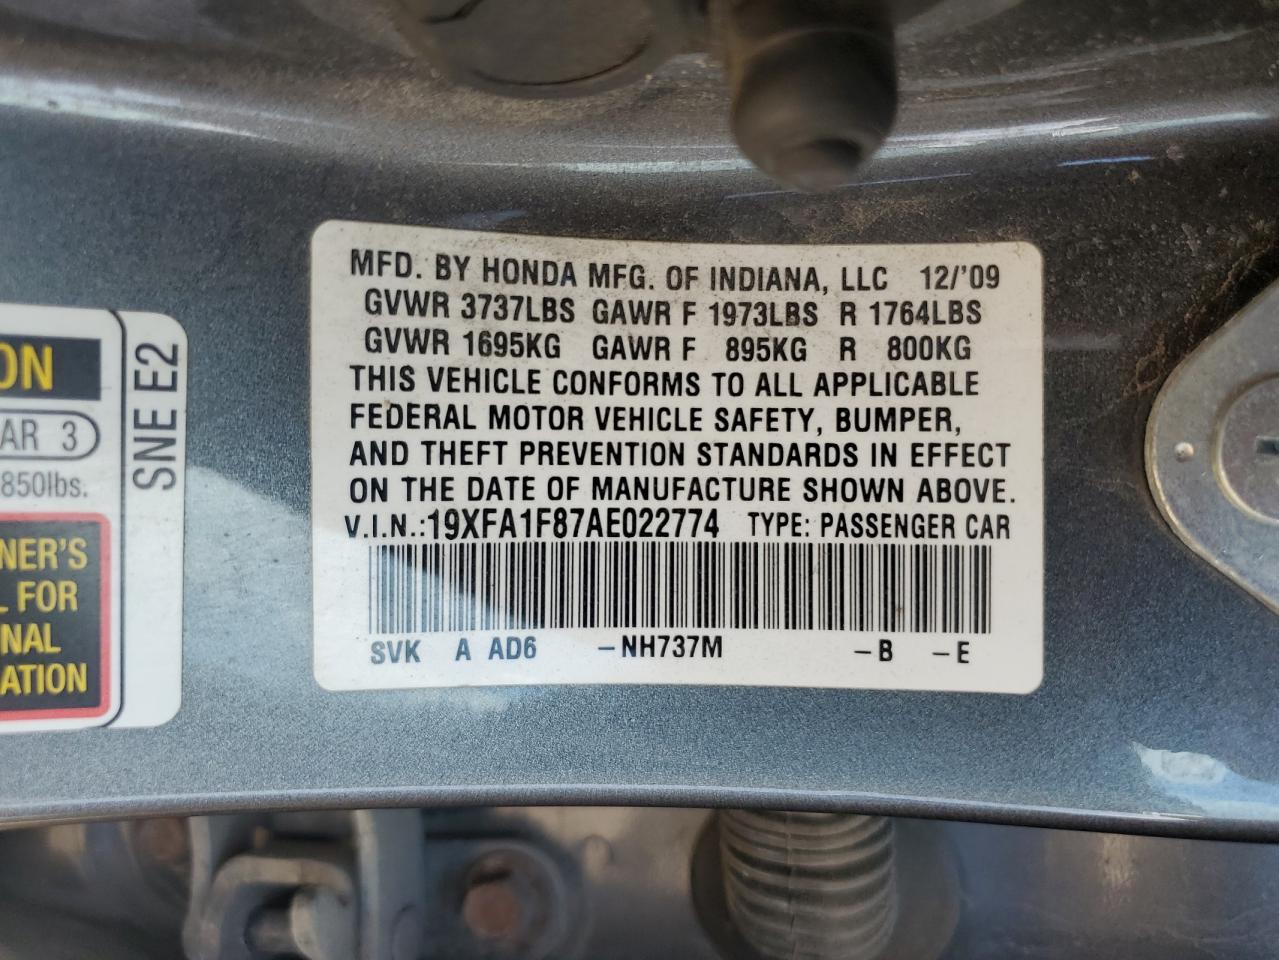 MFD. BY HONDA MFG. OF INDIANA, LLC 12/'09
GVWR 3737LBS GAWR F 1973LBS R 1764LBS
GVWR 1695KG GAWR F 895KG R 800KG
THIS VEHICLE CONFORMS TO ALL APPLICABLE
FEDERAL MOTOR VEHICLE SAFETY, BUMPER,
AND THEFT PREVENTION STANDARDS IN EFFECT
ON THE DATE OF MANUFACTURE SHOWN ABOVE.
V.I.N.:19XFA1F87AE022774 TYPE: PASSENGER CAR
SVK A AD6 -NH737M -B -E
ON
AR 3
850lbs.
NER'S
L FOR
NAL
ATION
SNE E2